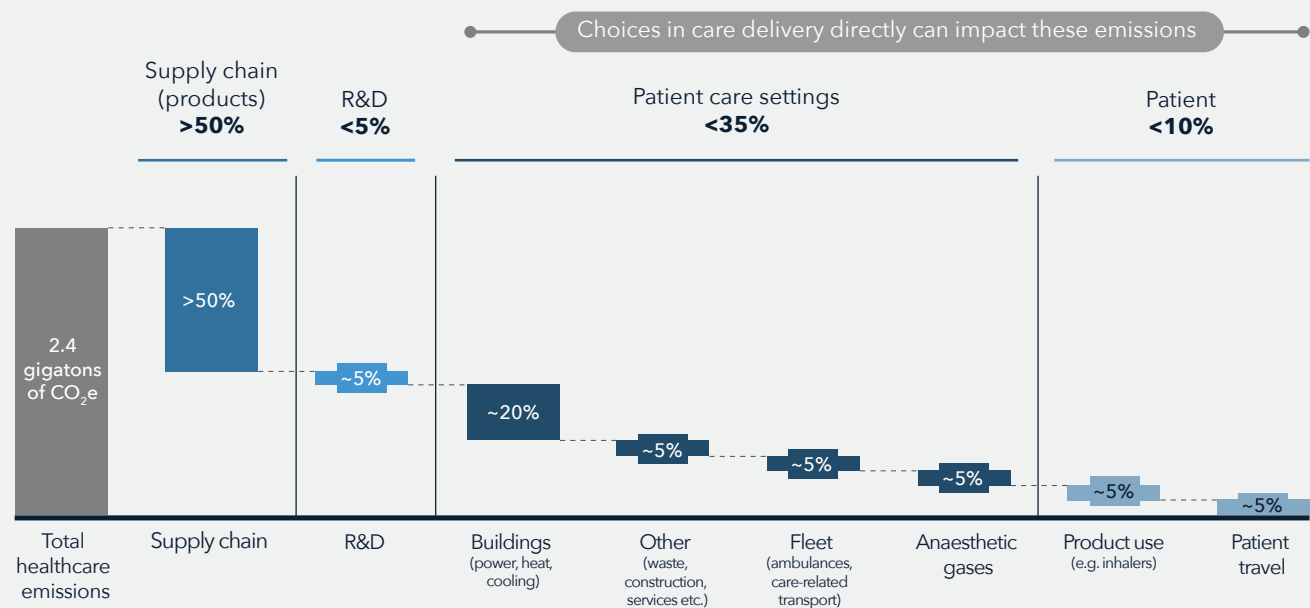 Choices in care delivery directly can impact these emissions
Supply chain
(products)
>50%
R&D
<5%
Patient care settings
<35%
Patient
<10%
2.4
gigatons
of CO₂e
>50%
~5%
~20%
~5%
~5%
~5%
~5%
~5%
Total
healthcare
emissions
Supply chain
R&D
Buildings
(power, heat,
cooling)
Other
(waste,
construction,
services etc.)
Fleet
(ambulances,
care-related
transport)
Anaesthetic
gases
Product use
(e.g. inhalers)
Patient
travel